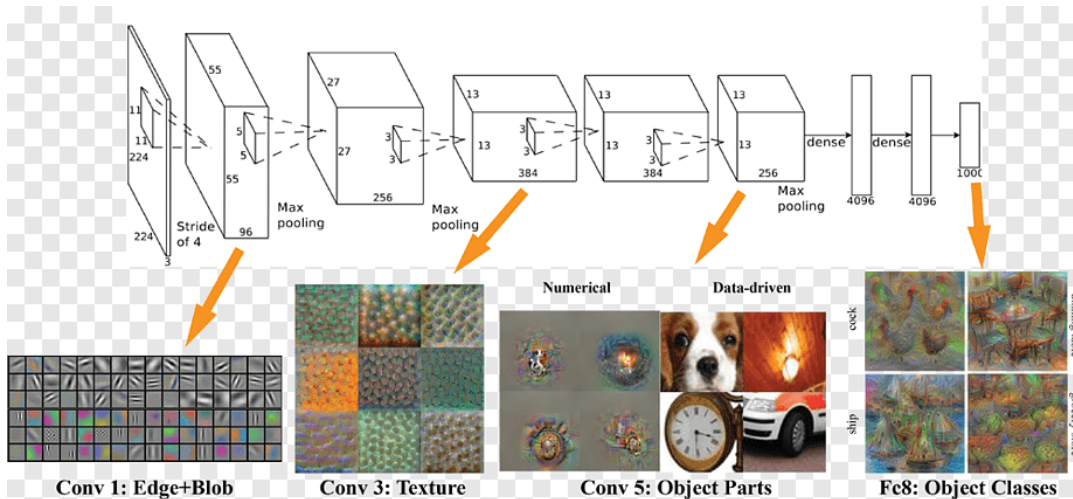 11
11
224
224
3
Stride
of 4
55
55
5
5
96
Max
pooling
27
27
3
3
256
Max
pooling
13
13
3
3
384
13
13
3
3
384
13
13
256
Max
pooling
dense
4096
dense
4096
1000
Numerical
Data-driven
cock
ship
Conv 1: Edge+Blob
Conv 3: Texture
Conv 5: Object Parts
Fc8: Object Classes